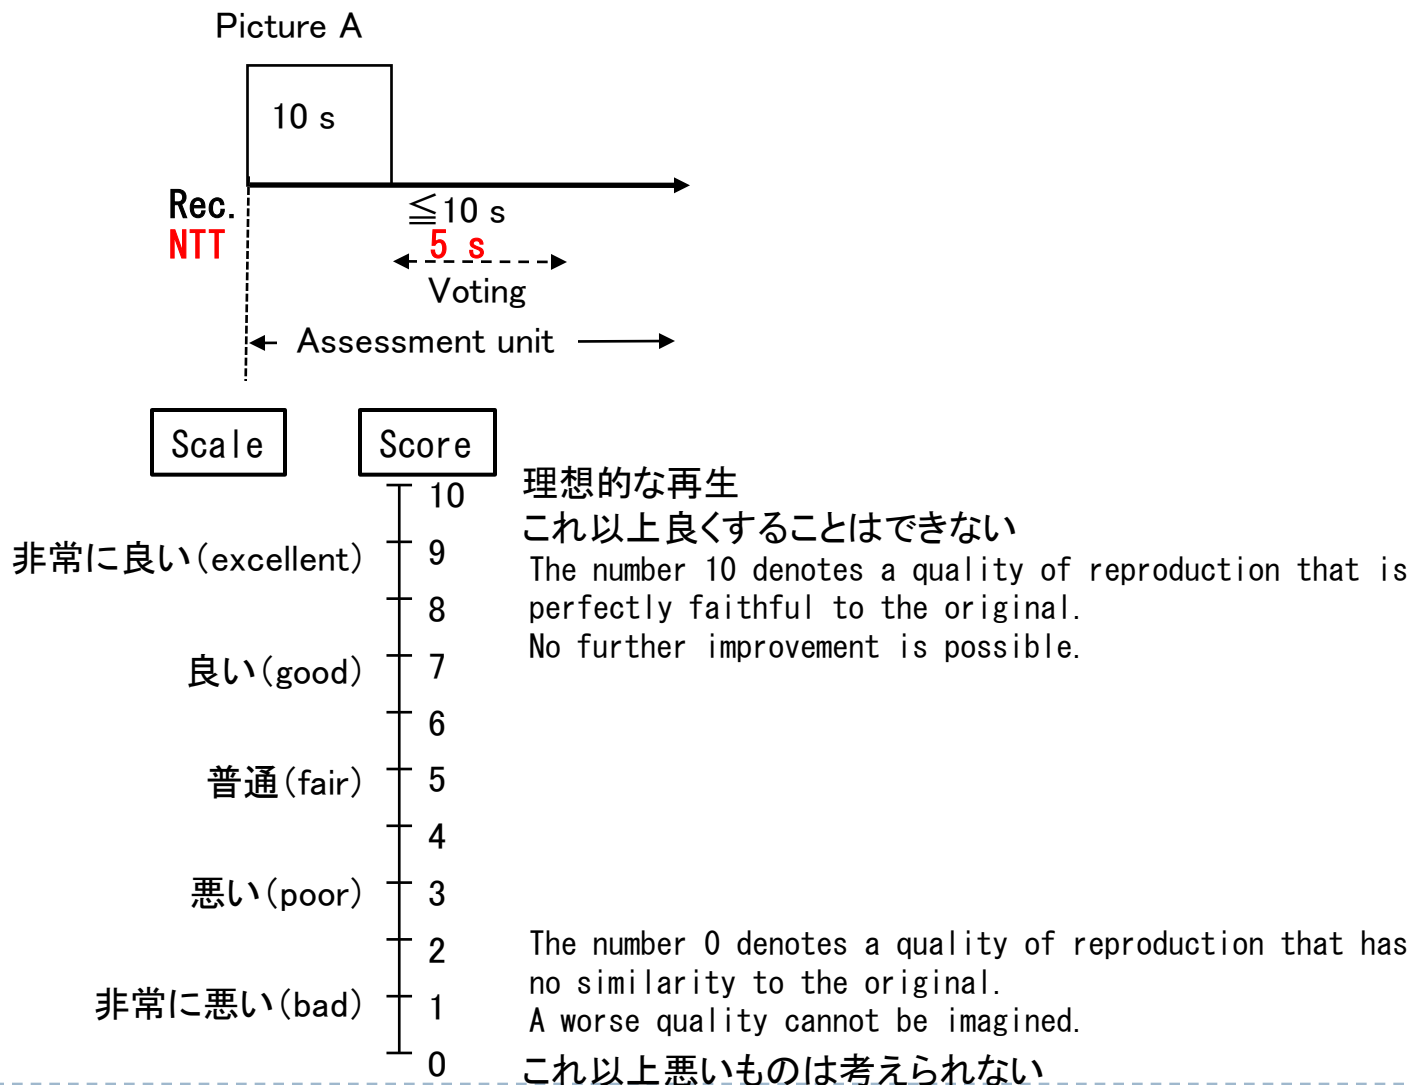 Picture A
10 s
Rec.
≦10 s
NTT
5 s
Voting
Assessment unit
Scale
Score
10
理想的な再生
これ以上良くすることはできない
非常に良い(excellent)
9
The number 10 denotes a quality of reproduction that is
8
perfectly faithful to the original.
No further improvement is possible.
良い(good)
7
6
普通(fair)
5
4
悪い(poor)
3
2
The number 0 denotes a quality of reproduction that has
no similarity to the original.
非常に悪い(bad)
1
A worse quality cannot be imagined.
0
これ以上悪いものは考えられない